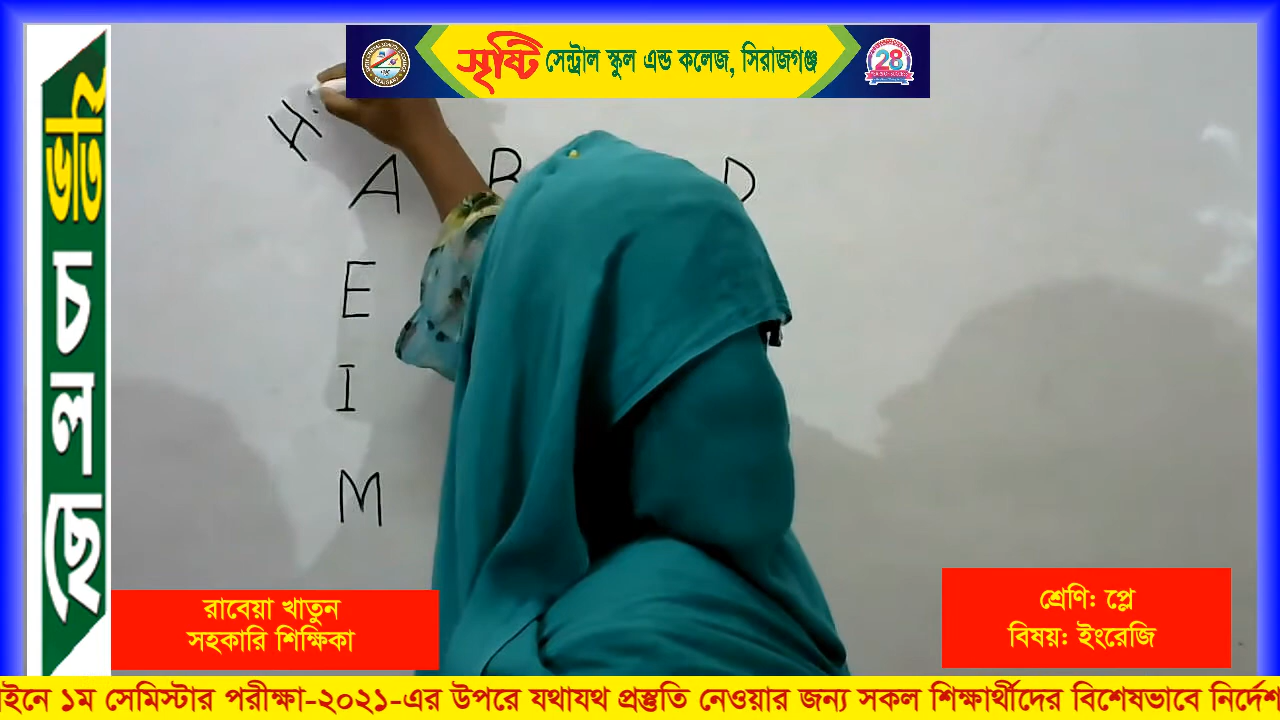 সৃষ্টি সেন্ট্রাল স্কুল এন্ড কলেজ, সিরাজগঞ্জ
28
ভর্তি চলছে
H.
A B D
E
I
M
রাবেয়া খাতুন
সহকারি শিক্ষিকা
শ্রেণি: প্লে
বিষয়: ইংরেজি
১ম সেমিস্টার পরীক্ষা-২০২১-এর উপরে যথাযথ প্রস্তুতি নেওয়ার জন্য সকল শিক্ষার্থীদের বিশেষভাবে